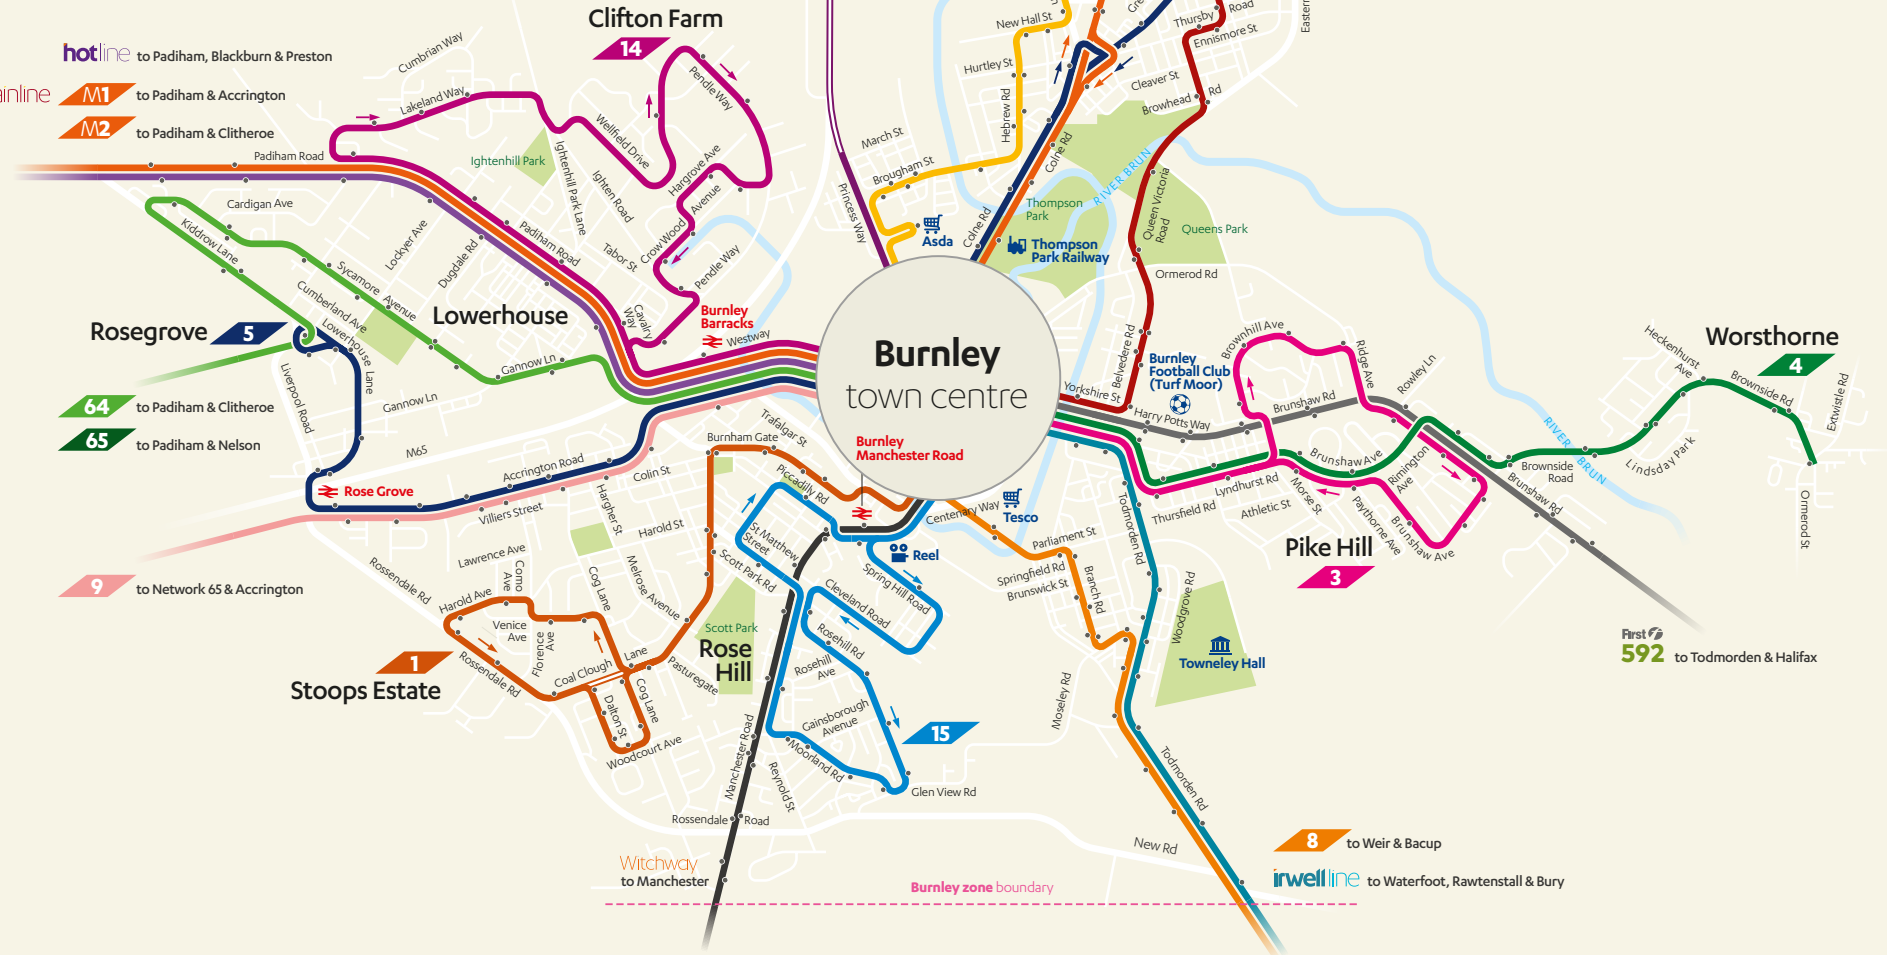 Clifton Farm
14
hotline to Padiham, Blackburn & Preston
inline M1 to Padiham & Accrington
M2 to Padiham & Clitheroe
Cumbrian Way
Lakeland Way
Pendle Way
Wellfield Drive
Padiham Road
Ightenhill Park
Ightenhill Park Lane
Ighten Road
Hargrove Ave
Crow Wood Avenue
Tabor St
Pendle Way
Cavalry Way
Padiham Road
Cardigan Ave
Kiddrow Lane
Lockyer Ave
Dugdale Rd
Sycamore Avenue
Cumberland Ave
Lowerhouse Lane
Lowerhouse
Rosegrove 5
Gannow Ln
Gannow Ln
Liverpool Road
Burnley
Barracks
Westway
64 to Padiham & Clitheroe
65 to Padiham & Nelson
M65
Accrington Road
Rose Grove
Villiers Street
Colin St
Hargher St
Harold St
Burnham Gate
Trafalgar St
Piccadilly Rd
9 to Network 65 & Accrington
Rossendale Rd
Lawrence Ave
Como Ave
Harold Ave
Venice Ave
Florence Ave
Cog Lane
Melrose Avenue
Rossendale Rd
Coal Clough Lane
Cog Lane
Dalton St
Woodcourt Ave
Pasturegate
1
Stoops Estate
Scott Park
Rose
Hill
St. Matthew Street
Scott Park Rd
Cleveland Road
Spring Hill Road
Rosehill Rd
Rosehill Ave
Gainsborough Avenue
Moorland Rd
Reynold St
Manchester Road
Rossendale Road
Glen View Rd
15
Witchway
to Manchester
Burnley zone boundary
New Hall St
Hurtley St
Hebrew Rd
March St
Brougham St
Princess Way
Asda
Colne Rd
Colne Rd
Thursby Road
Ennismore St
Eastern
Cleaver St
Browhead Rd
RIVER BRUN
Thompson
Park
Thompson
Park Railway
Queen Victoria Road
Queens Park
Ormerod Rd
Belvedere Rd
Burnley
town centre
Burnley
Manchester Road
Burnley
Football Club
(Turf Moor)
Yorkshire St
Harry Potts Way
Brownhill Ave
Brunshaw Rd
Ridge Ave
Rowley Ln
Brunshaw Ave
Rimington Ave
Lyndhurst Rd
Thursfield Rd
Athletic St
Morse St
Paythorne Ave
Brunshaw Ave
Brunshaw Rd
Pike Hill
3
Heckenhurst Ave
Worsthorne
4
Brownside Rd
Extwistle Rd
Lindsay Park
Brownside
Road
RIVER BRUN
Ormerod St
Centenary Way
Tesco
Reel
Parliament St
Springfield Rd
Brunswick St
Branch Rd
Todmorden Rd
Woodgrove Rd
Towneley Hall
Moseley Rd
Todmorden Rd
New Rd
First
592 to Todmorden & Halifax
8 to Weir & Bacup
irwell line to Waterfoot, Rawtenstall & Bury